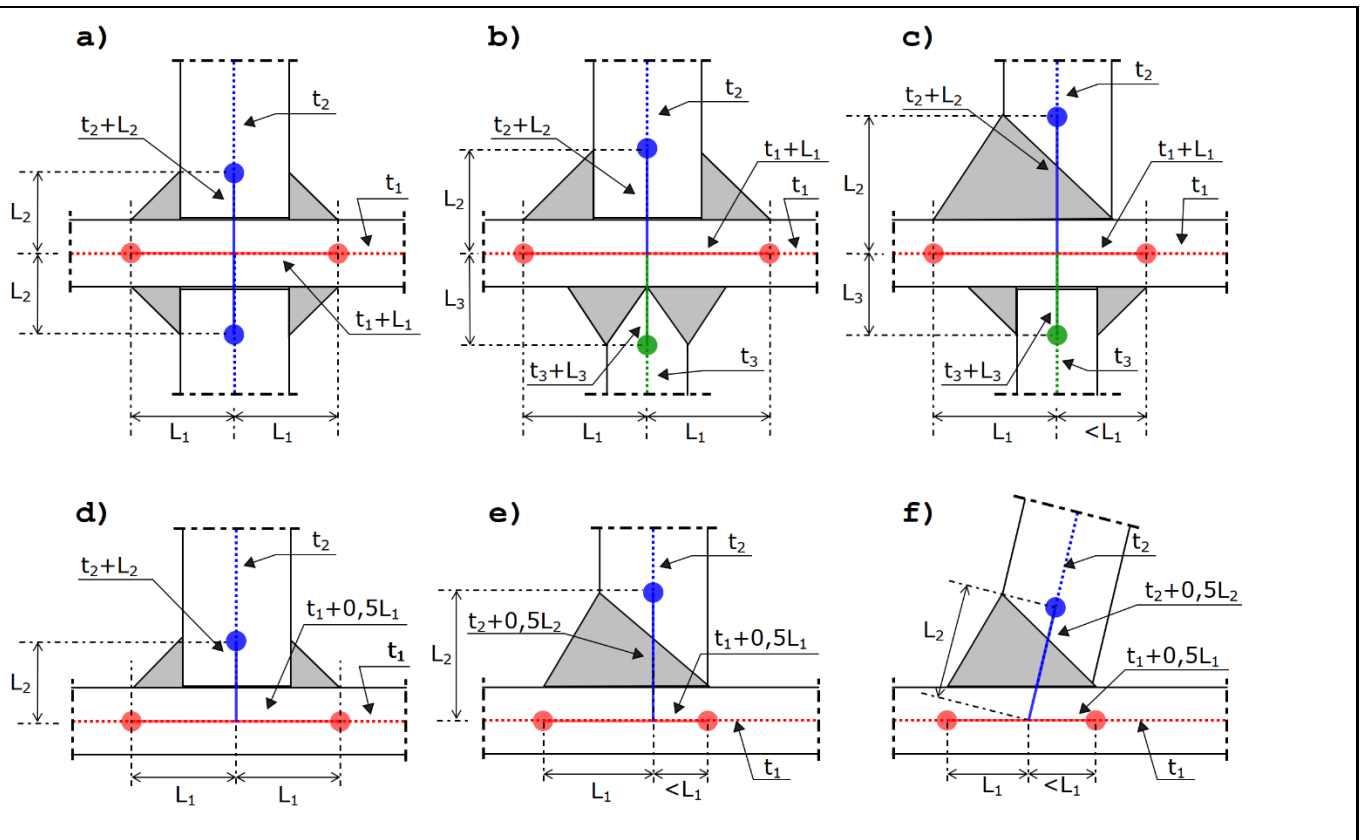 a)
t₂
t₂+L₂
t₁
L₂
L₂
t₁+L₁
L₁ L₁
b)
t₂
t₂+L₂
t₁+L₁
t₁
L₂
L₃
t₃+L₃
t₃
L₁ L₁
c)
t₂
t₂+L₂
t₁+L₁
t₁
L₂
L₃
t₃+L₃
t₃
L₁ <L₁
d)
t₂
t₂+L₂
t₁+0,5L₁
t₁
L₂
L₁ L₁
e)
t₂
t₂+0,5L₂
t₁+0,5L₁
L₂
t₁
L₁ <L₁
f)
t₂
t₂+0,5L₂
L₂
t₁+0,5L₁
t₁
L₁ <L₁